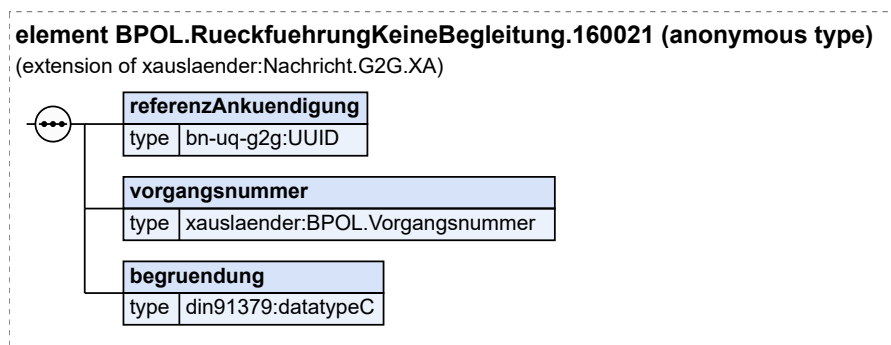 element BPOL.RueckfuehrungKeineBegleitung.160021 (anonymous type)
(extension of xauslaender:Nachricht.G2G.XA)
referenzAnkuendigung
type bn-uq-g2g:UUID
vorgangsnummer
type xauslaender:BPOL.Vorgangsnummer
begruendung
type din91379:datatypeC